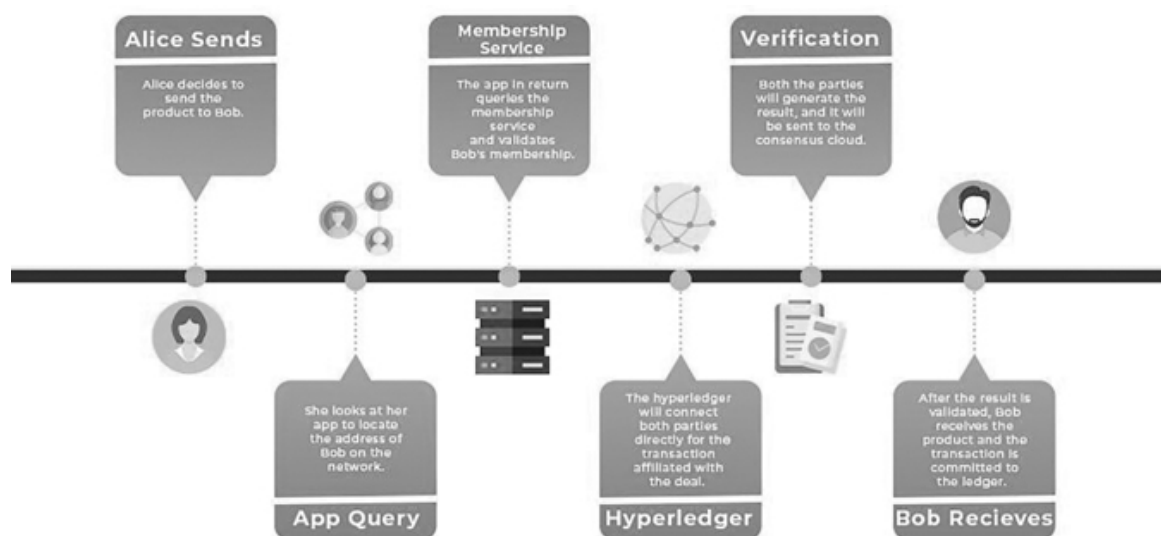 Alice Sends
Alice decides to
send the
product to Bob.
She looks at her
app to locate
the address of
Bob on the
network.
App Query
Membership
Service
The app in return
queries the
membership
service
and validates
Bob's membership.
The hyperledger
will connect
both parties
directly for the
transaction
affiliated with
the deal.
Hyperledger
Verification
Both the parties
will generate the
result, and it will
be sent to the
consensus cloud.
After the result is
validated, Bob
receives the
product and the
transaction is
committed to
the ledger.
Bob Recieves